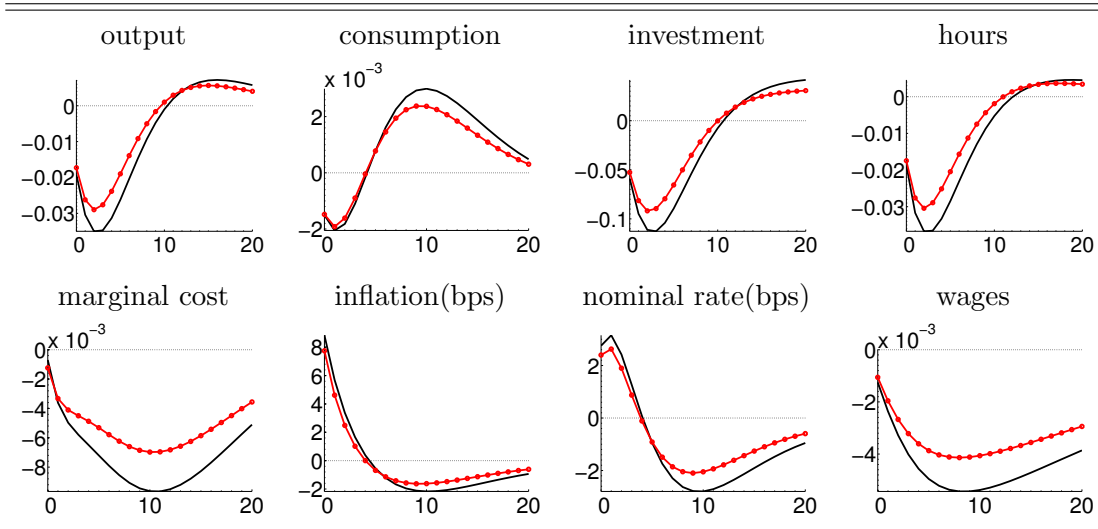 output consumption investment hours
x 10⁻³
0
−0.01
−0.02
−0.03
0 10 20
2
0
−2
0 10 20
0
−0.05
−0.1
0 10 20
0
−0.01
−0.02
−0.03
0 10 20
marginal cost inflation(bps) nominal rate(bps) wages
x 10⁻³
0
−2
−4
−6
−8
0 10 20
8
6
4
2
0
−2
0 10 20
2
0
−2
0 10 20
x 10⁻³
0
−2
−4
0 10 20